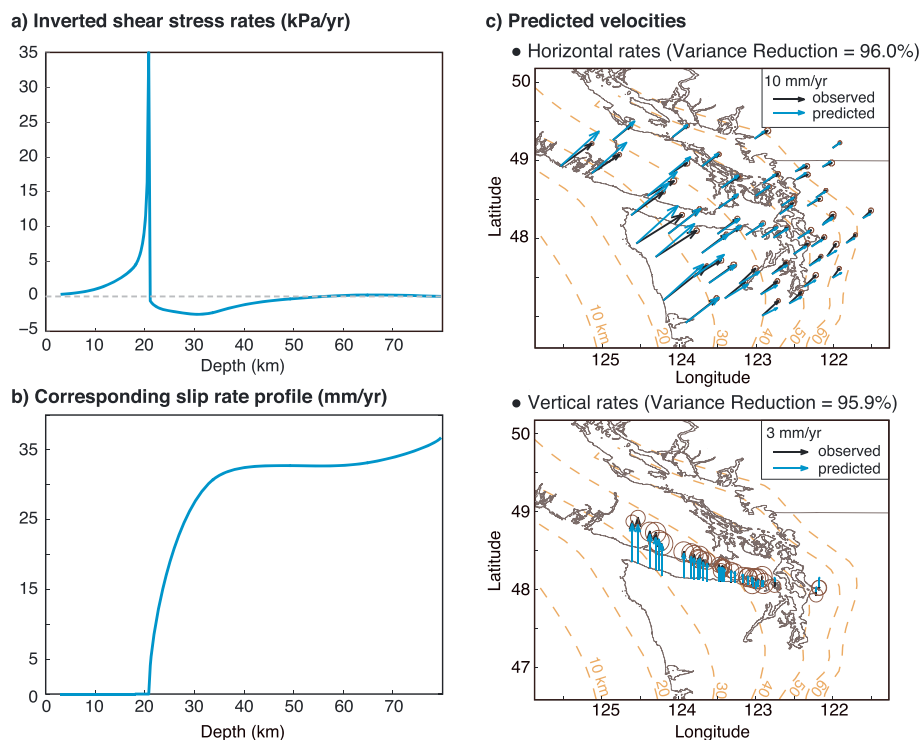 a) Inverted shear stress rates (kPa/yr)
35
30
25
20
15
10
5
0
−5
0 10 20 30 40 50 60 70
Depth (km)
b) Corresponding slip rate profile (mm/yr)
35
25
15
5
0
0 10 20 30 40 50 60 70
Depth (km)
c) Predicted velocities
● Horizontal rates (Variance Reduction = 96.0%)
10 mm/yr
observed
predicted
50
49
48
Latitude
10 km
20
30
40
50
60
125 124 123 122
Longitude
● Vertical rates (Variance Reduction = 95.9%)
3 mm/yr
observed
predicted
50
49
48
47
Latitude
10 km
20
30
40
50
60
125 124 123 122
Longitude